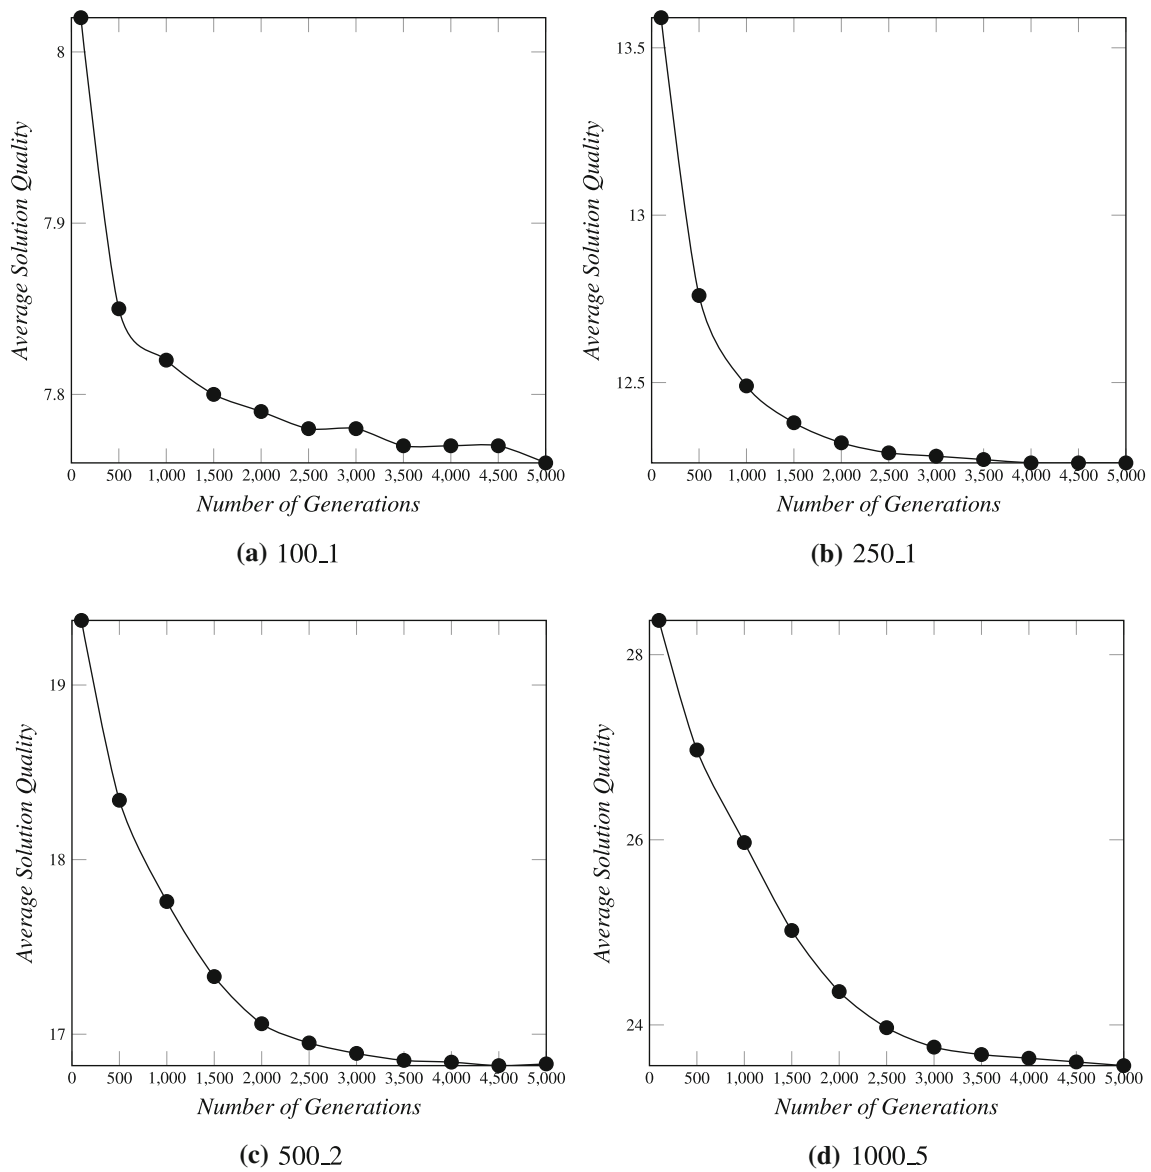 8
7.9
7.8
Average Solution Quality
0 500 1,000 1,500 2,000 2,500 3,000 3,500 4,000 4,500 5,000
Number of Generations
(a) 100_1
13.5
13
12.5
Average Solution Quality
0 500 1,000 1,500 2,000 2,500 3,000 3,500 4,000 4,500 5,000
Number of Generations
(b) 250_1
19
18
17
Average Solution Quality
0 500 1,000 1,500 2,000 2,500 3,000 3,500 4,000 4,500 5,000
Number of Generations
(c) 500_2
28
26
24
Average Solution Quality
0 500 1,000 1,500 2,000 2,500 3,000 3,500 4,000 4,500 5,000
Number of Generations
(d) 1000_5